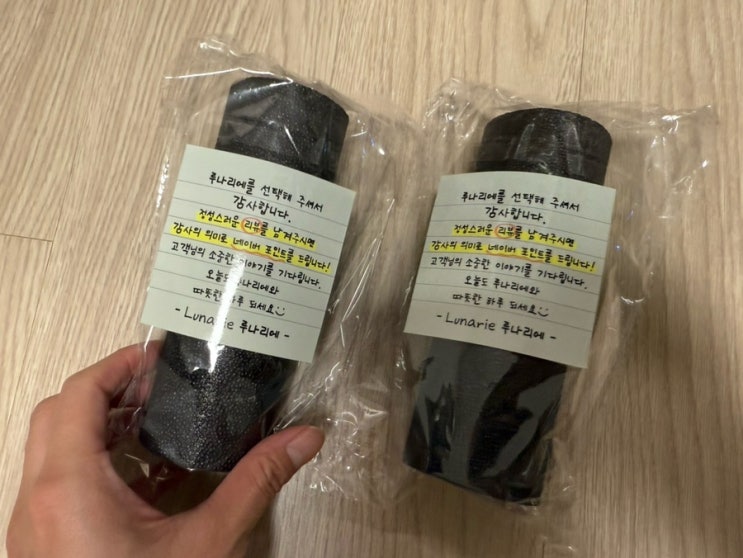 루나리에를 선택해 주셔서
감사합니다.
정성스러운 리뷰를 남겨주시면
감사의 의미로 네이버 포인트를 드립니다!
고객님의 소중한 이야기를 기다립니다.
오늘도 루나리에와
따뜻한 하루 되세요
- Lunarie 루나리에 -
루나리에를 선택해 주셔서
감사합니다.
정성스러운 리뷰를 남겨주시면
감사의 의미로 네이버 포인트를 드립니다!
고객님의 소중한 이야기를 기다립니다.
오늘도 루나리에와
따뜻한 하루 되세요
- Lunarie 루나리에 -